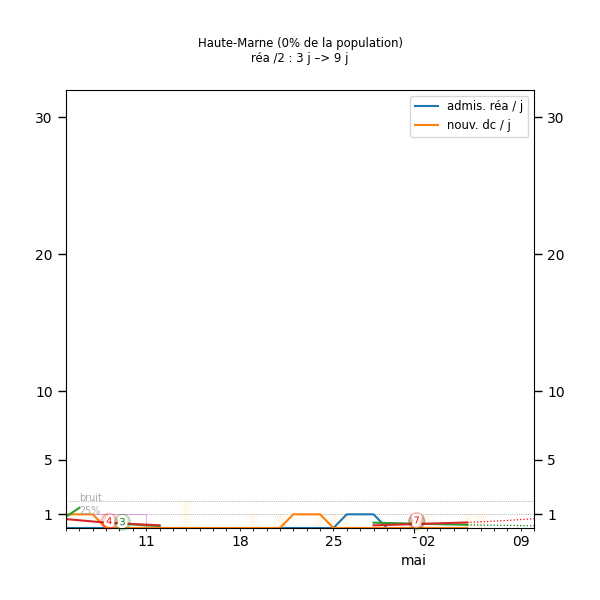 Haute-Marne (0% de la population)
réa /2 : 3 j –> 9 j
admis. réa / j
nouv. dc / j
30 30
20 20
10 10
5 5
bruit
25%
1 1
4 3 7
11 18 25 02 09
mai